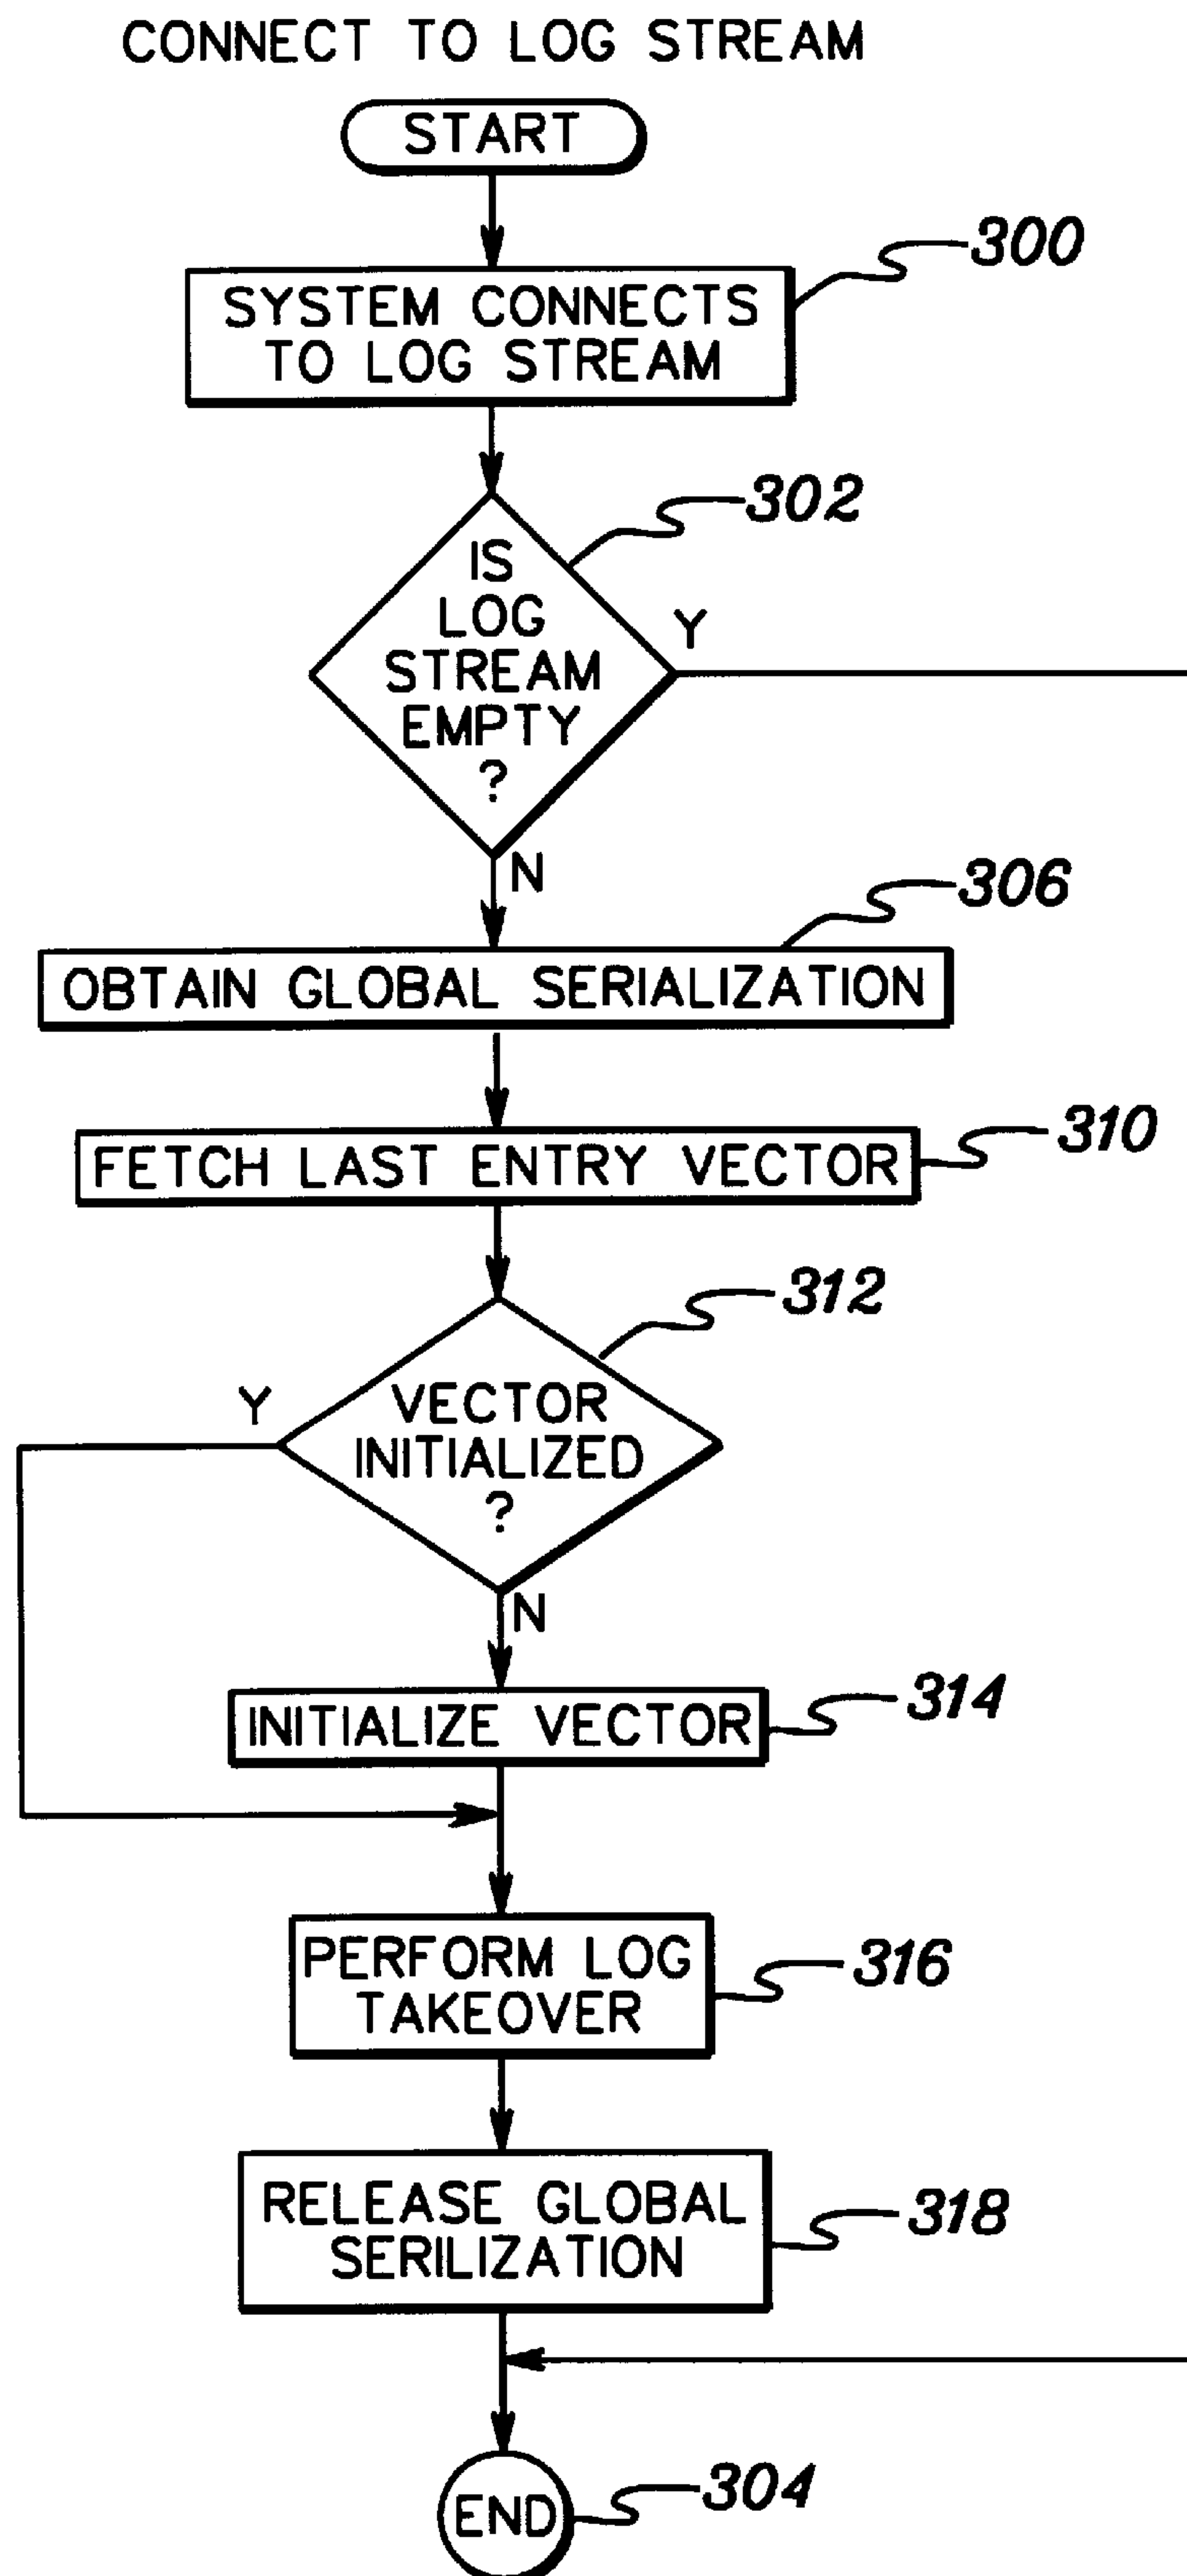 CONNECT TO LOG STREAM
START
300
SYSTEM CONNECTS
TO LOG STREAM
302
IS
LOG
STREAM
EMPTY
?
Y
N
306
OBTAIN GLOBAL SERIALIZATION
310
FETCH LAST ENTRY VECTOR
312
Y
VECTOR
INITIALIZED
?
N
314
INITIALIZE VECTOR
316
PERFORM LOG
TAKEOVER
318
RELEASE GLOBAL
SERILIZATION
304
END